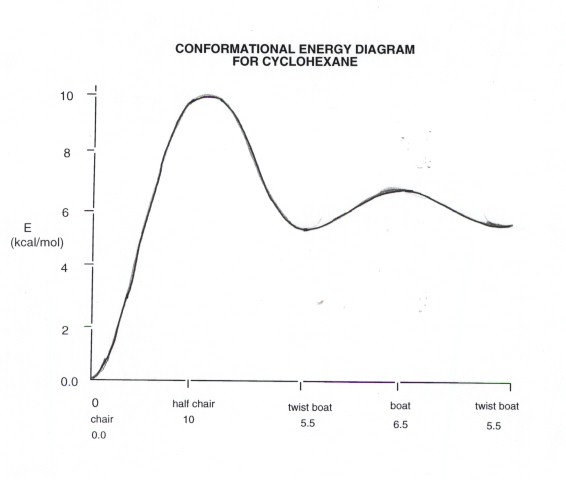 CONFORMATIONAL ENERGY DIAGRAM
FOR CYCLOHEXANE
10
8
6
E
(kcal/mol)
4
2
0.0
0
chair
0.0
half chair
10
twist boat
5.5
boat
6.5
twist boat
5.5